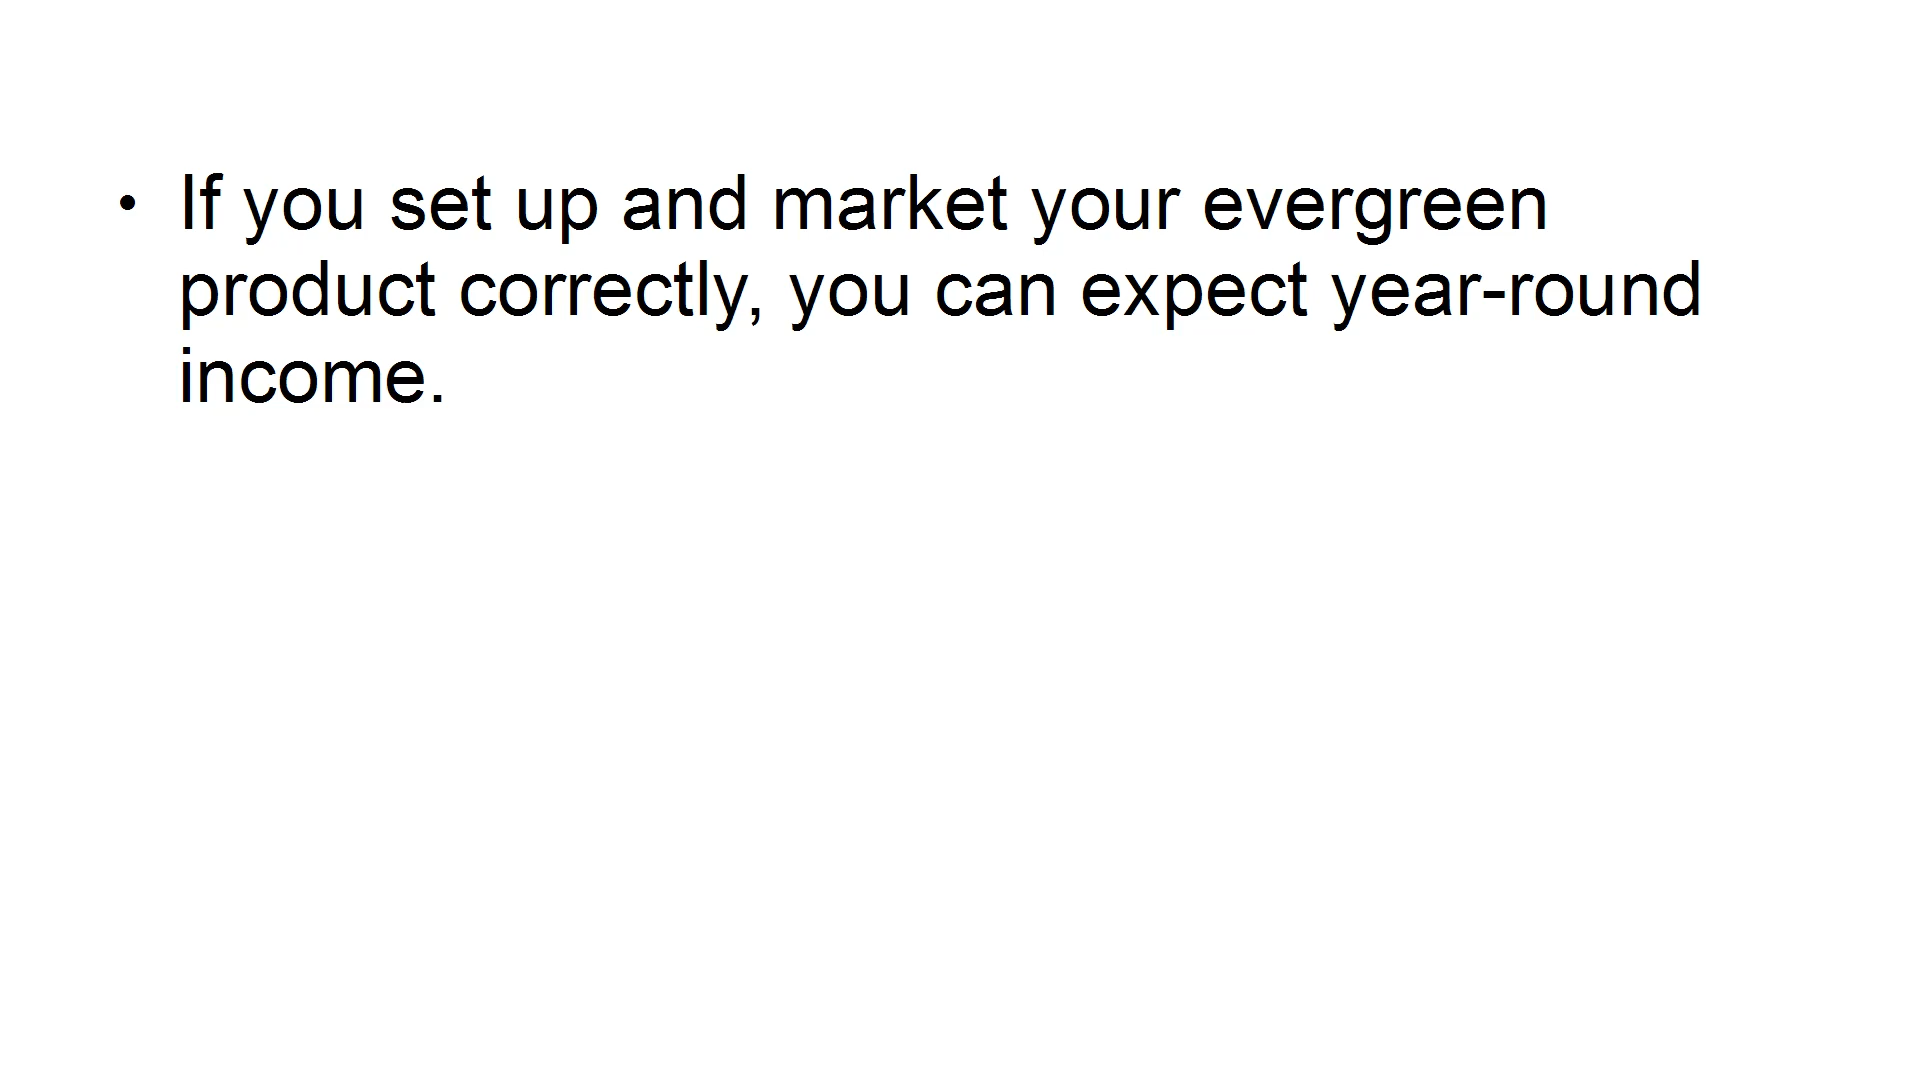 • If you set up and market your evergreen
product correctly, you can expect year-round
income.